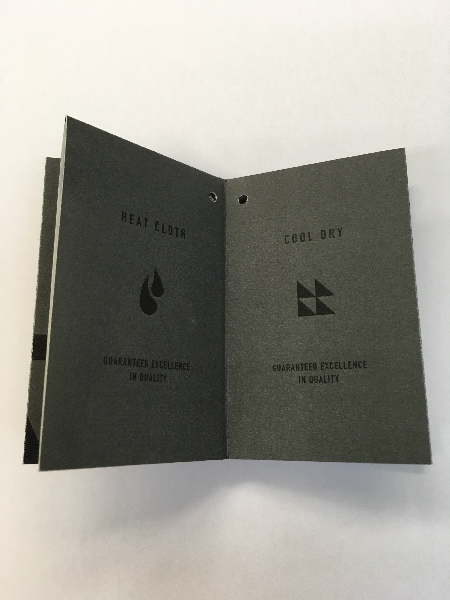 HEAT CLOTH
GUARANTEED EXCELLENCE
IN QUALITY
COOL DRY
GUARANTEED EXCELLENCE
IN QUALITY